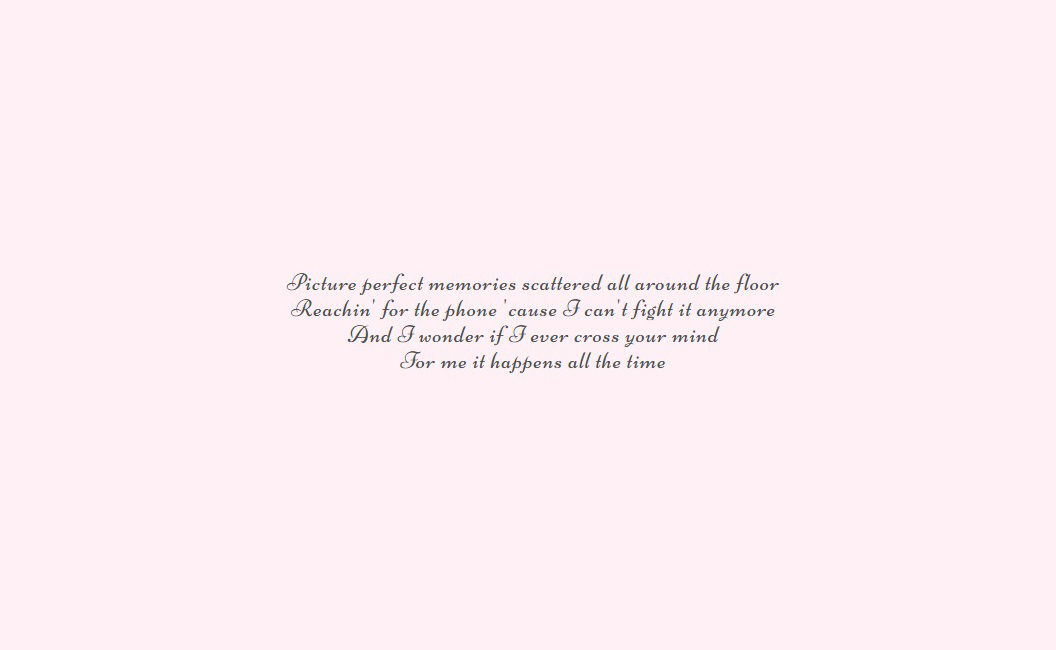 Picture perfect memories scattered all around the floor
Reachin' for the phone 'cause I can't fight it anymore
And I wonder if I ever cross your mind
For me it happens all the time